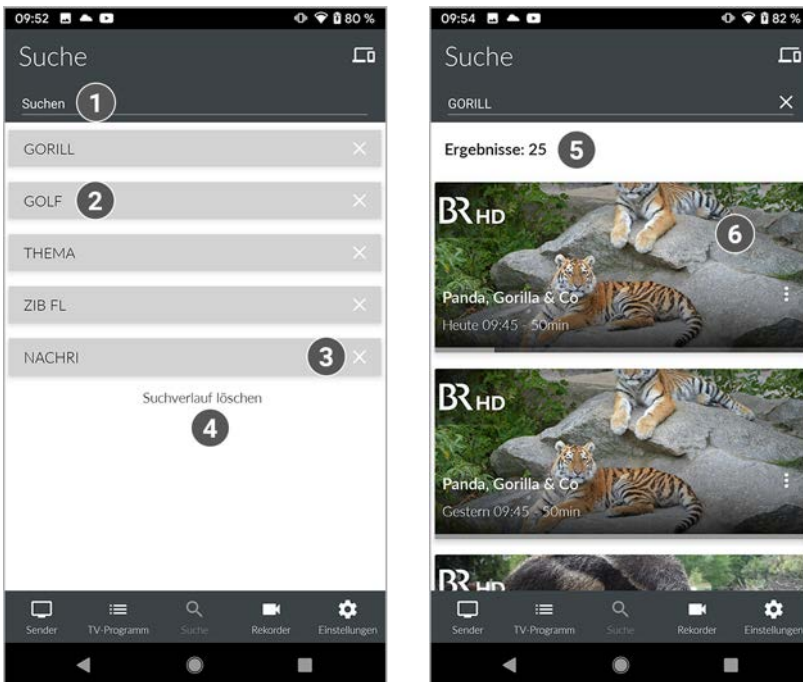 09:52
80 %
Suche
Suchen
1
GORILL
GOLF
2
THEMA
ZIB FL
NACHRI
3
Suchverlauf löschen
4
Sender
TV-Programm
Suche
Rekorder
Einstellungen
09:54
82 %
Suche
GORILL
Ergebnisse: 25
5
BR HD
6
Panda, Gorilla & Co
Heute 09:45 - 50min
BR HD
Panda, Gorilla & Co
Gestern 09:45 - 50min
BR HD
Sender
TV-Programm
Suche
Rekorder
Einstellungen